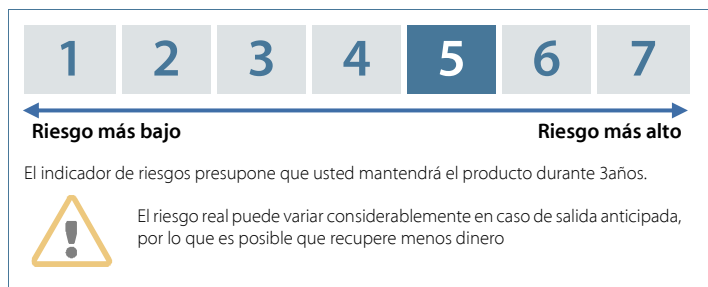 1 2 3 4 5 6 7
Riesgo más bajo Riesgo más alto
El indicador de riesgos presupone que usted mantendrá el producto durante 3años.
El riesgo real puede variar considerablemente en caso de salida anticipada,
por lo que es posible que recupere menos dinero